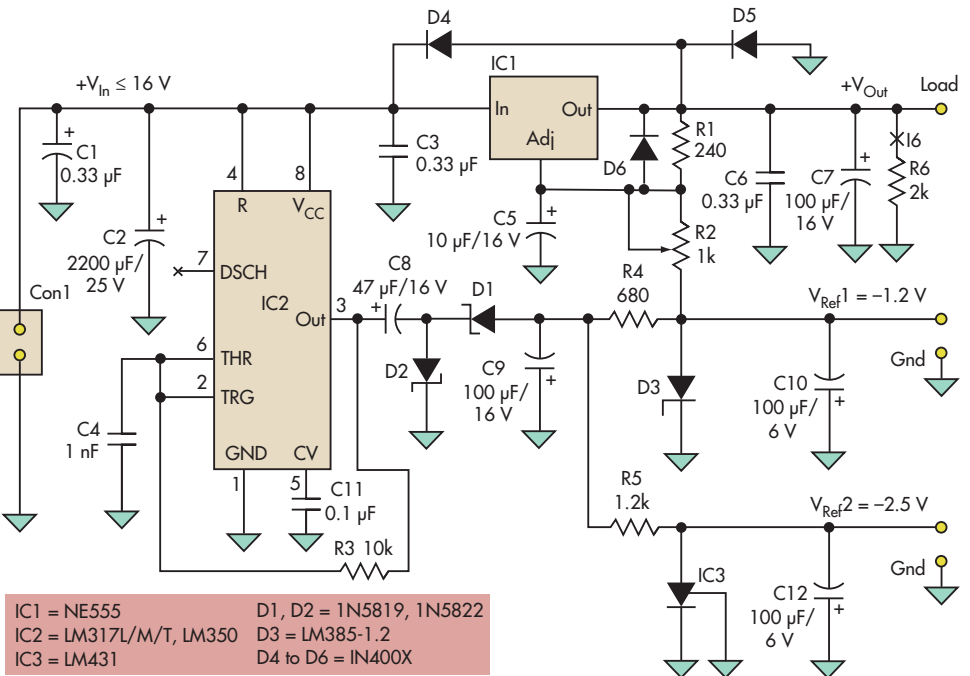 D4
D5
+V_In ≤ 16 V
IC1
In
Out
Adj
+V_Out
Load
+
C1
0.33 µF
C3
0.33 µF
D6
R1
240
C6
0.33 µF
+
C7
100 µF/
16 V
I6
R6
2k
4
8
R
V_CC
+
C2
2200 µF/
25 V
+
C5
10 µF/16 V
R2
1k
7
DSCH
Con1
IC2
Out
3
C8
47 µF/16 V
+
D1
R4
680
V_Ref1 = –1.2 V
6
THR
2
TRG
D2
C9
100 µF/
16 V
+
D3
C10
100 µF/
6 V
+
Gnd
C4
1 nF
GND
CV
1
5
C11
0.1 µF
R5
1.2k
V_Ref2 = –2.5 V
R3 10k
IC3
C12
100 µF/
6 V
+
Gnd
IC1 = NE555
D1, D2 = 1N5819, 1N5822
IC2 = LM317L/M/T, LM350
D3 = LM385-1.2
IC3 = LM431
D4 to D6 = IN400X